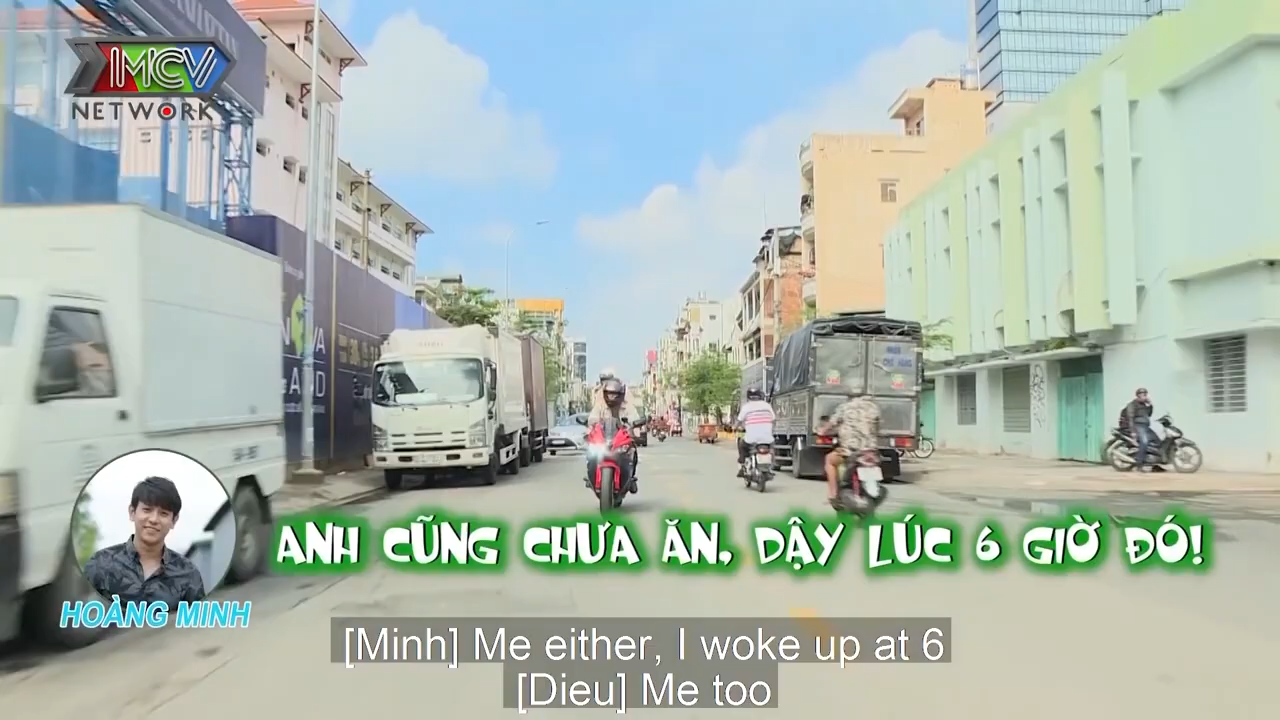 MCV
NETWORK
ANH CŨNG CHƯA ĂN, DẬY LÚC 6 GIỜ ĐÓ!
HOÀNG MINH
[Minh] Me either, I woke up at 6
[Dieu] Me too